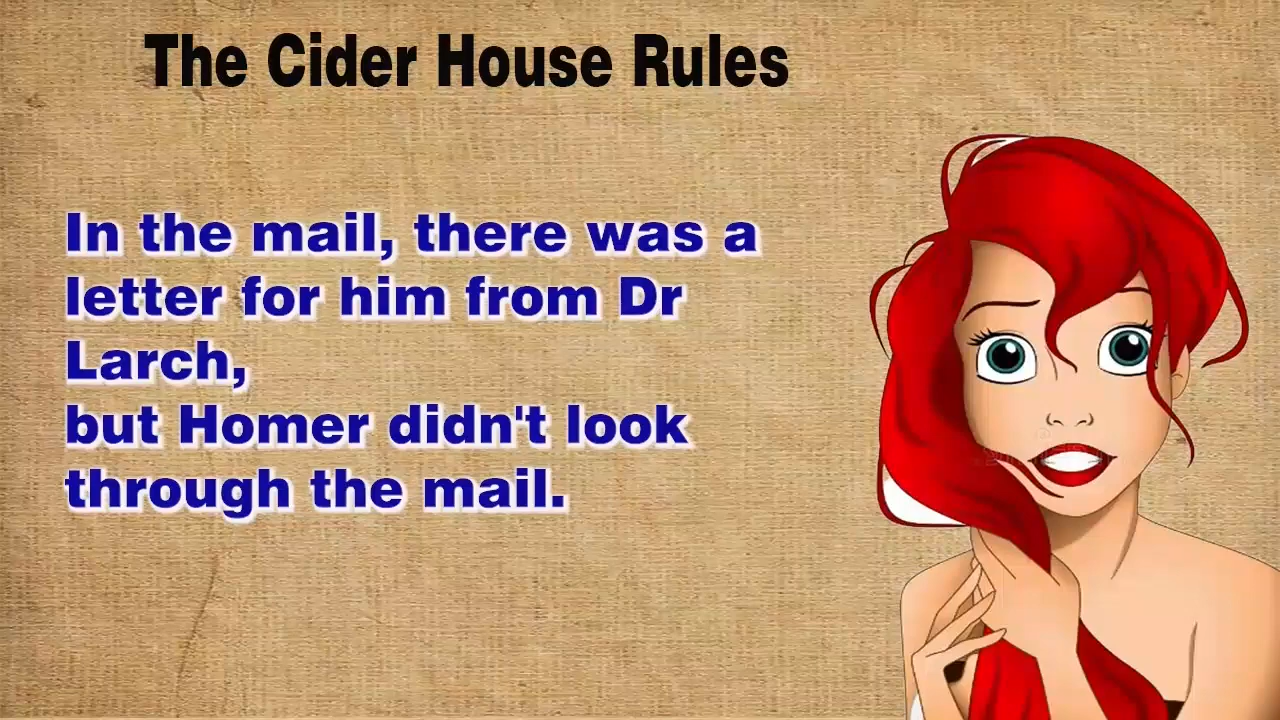 The Cider House Rules
In the mail, there was a
letter for him from Dr
Larch,
but Homer didn't look
through the mail.